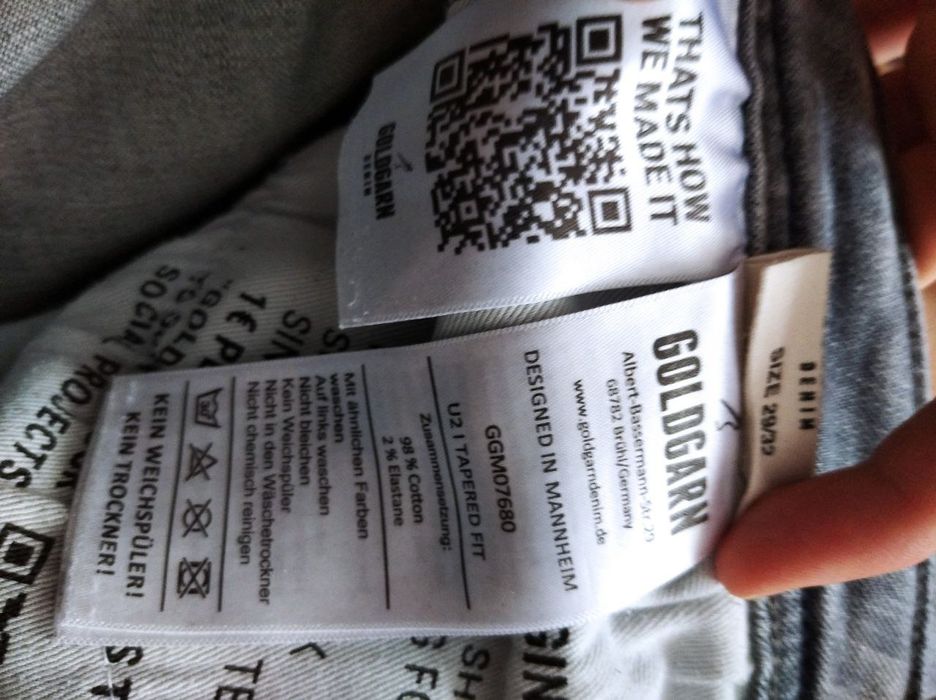 THATS HOW
WE MADE IT
GOLDGARN
DENIM
DENIM
SIZE 29/32
GOLDGARN
Albert-Bassermann-Str 29
68782 Brühl/Germany
www.goldgarndenim.de
DESIGNED IN MANNHEIM
GGM07680
U2 I TAPERED FIT
Zusammensetzung:
98 % Cotton
2 % Elastane
Mit ähnlichen Farben
waschen
Auf links waschen
Nicht bleichen
Kein Weichspüler
Nicht in den Wäschetrockner
Nicht chemisch reinigen
KEIN WEICHSPÜLER!
KEIN TROCKNER!
1€ P
SOCIAL PROJECTS